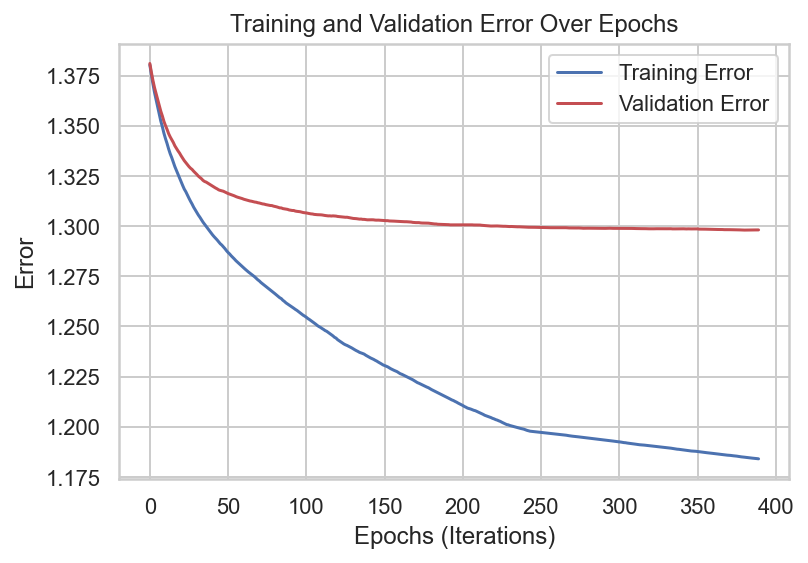 Training and Validation Error Over Epochs
Training Error
Validation Error
1.375
1.350
1.325
1.300
1.275
1.250
1.225
1.200
1.175
Error
0 50 100 150 200 250 300 350 400
Epochs (Iterations)